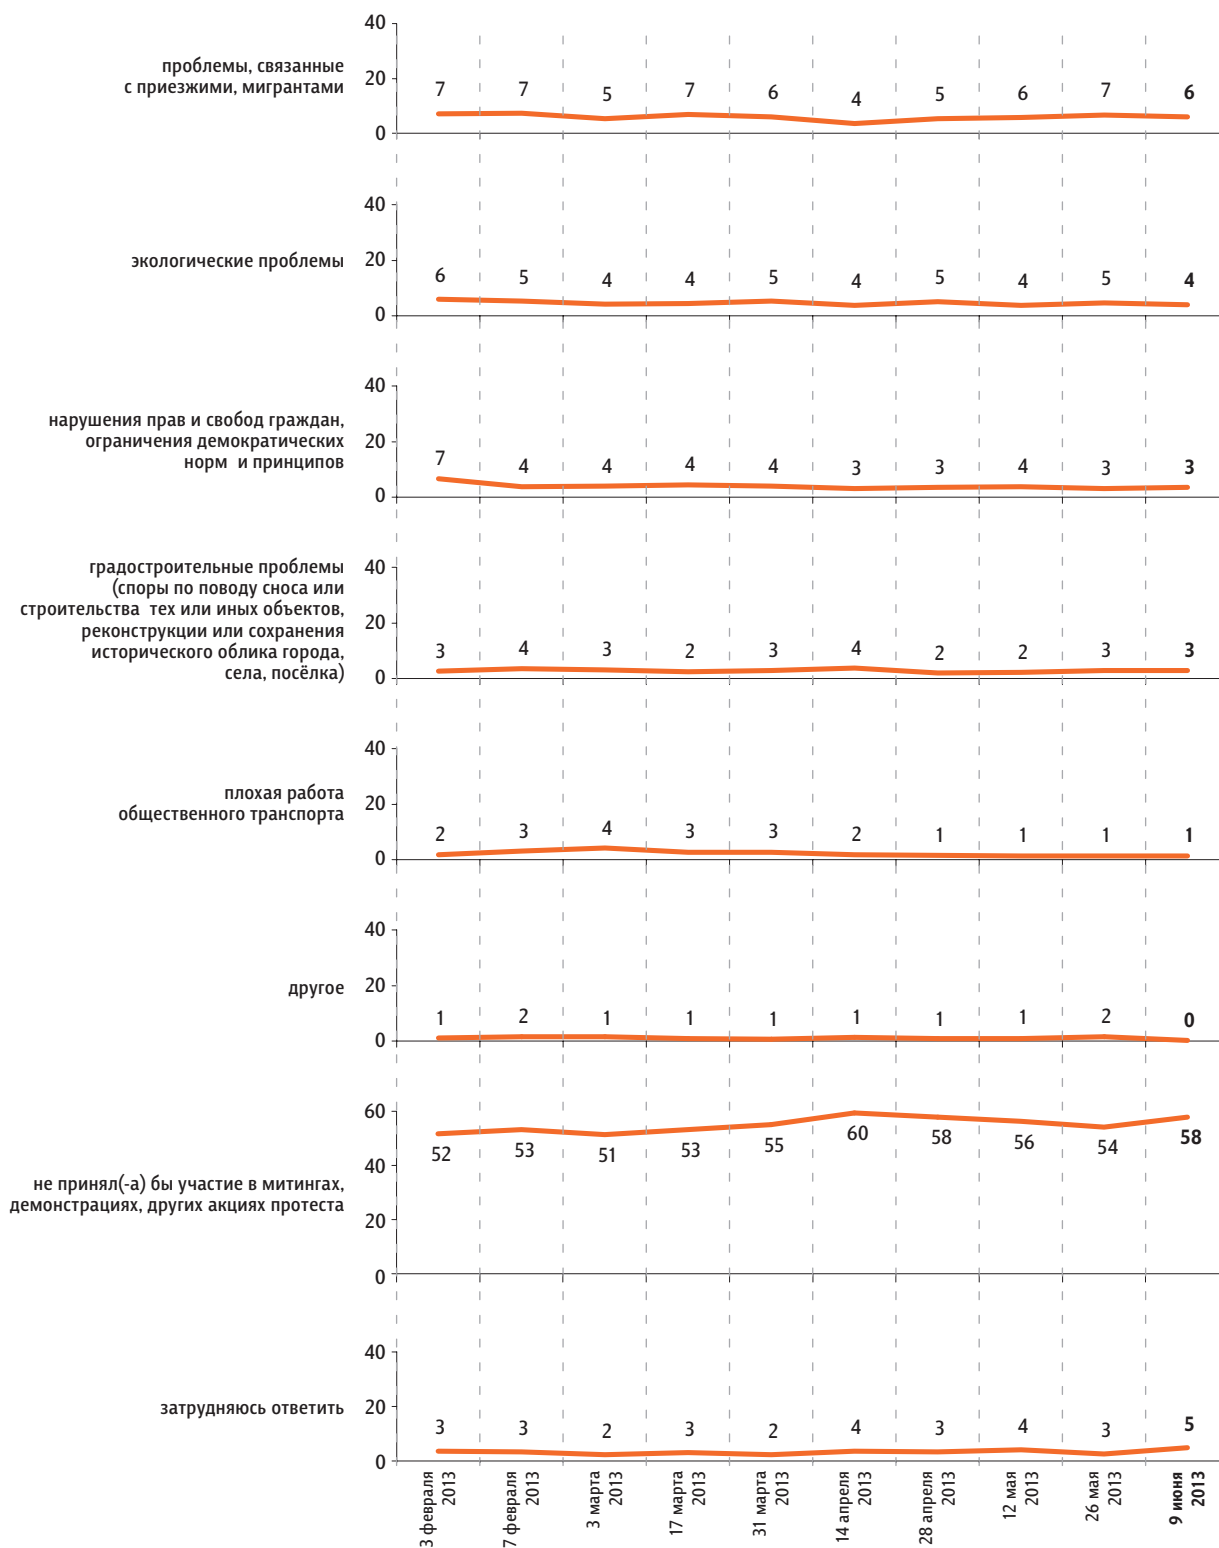 40
20
0
проблемы, связанные
с приезжими, мигрантами
7 7 5 7 6 4 5 6 7 6
40
20
0
экологические проблемы
6 5 4 4 5 4 5 4 5 4
40
20
0
нарушения прав и свобод граждан,
ограничения демократических
норм и принципов
7 4 4 4 4 3 3 4 3 3
40
20
0
градостроительные проблемы
(споры по поводу сноса или
строительства тех или иных объектов,
реконструкции или сохранения
исторического облика города,
села, посёлка)
3 4 3 2 3 4 2 2 3 3
40
20
0
плохая работа
общественного транспорта
2 3 4 3 3 2 1 1 1 1
40
20
0
другое
1 2 1 1 1 1 1 1 2 0
60
40
20
0
не принял(-а) бы участие в митингах,
демонстрациях, других акциях протеста
52 53 51 53 55 60 58 56 54 58
40
20
0
затрудняюсь ответить
3 3 2 3 2 4 3 4 3 5
3 февраля
2013
7 февраля
2013
3 марта
2013
17 марта
2013
31 марта
2013
14 апреля
2013
28 апреля
2013
12 мая
2013
26 мая
2013
9 июня
2013